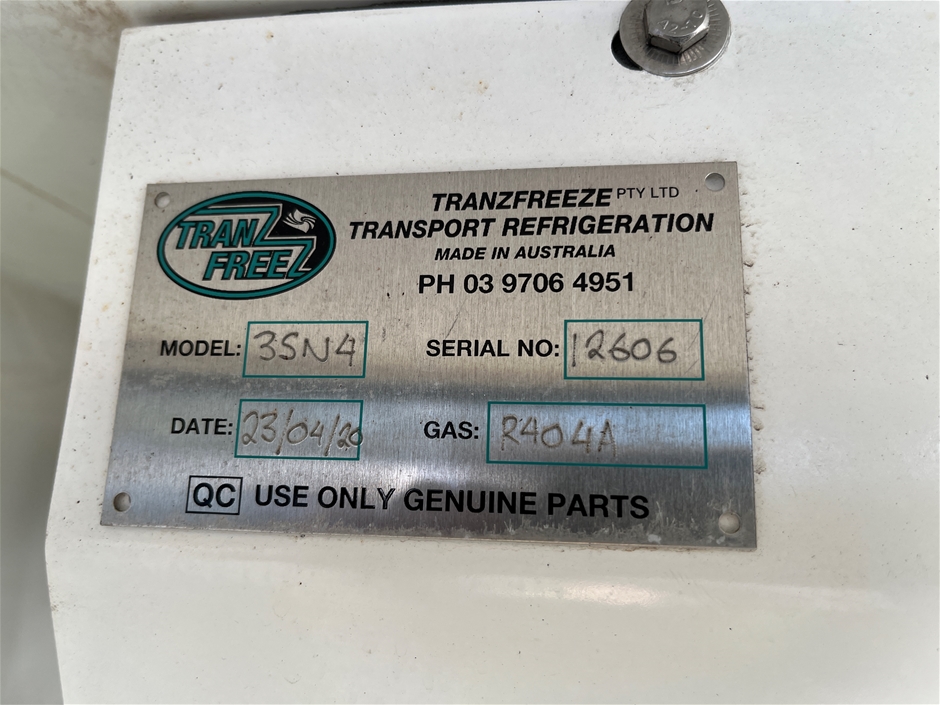 TRANZ
FREEZ
TRANZFREEZE PTY LTD
TRANSPORT REFRIGERATION
MADE IN AUSTRALIA
PH 03 9706 4951
MODEL: 3SN4 SERIAL NO: 12606
DATE: 23/04/20 GAS: R404A
QC USE ONLY GENUINE PARTS